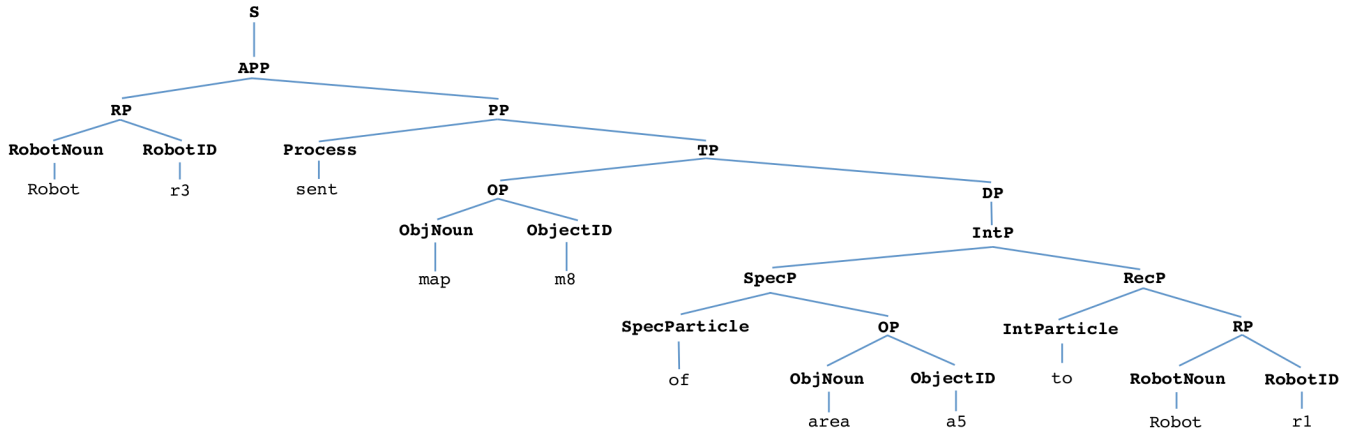 S
APP
RP PP
RobotNoun RobotID Process TP
Robot r3 sent OP DP
ObjNoun ObjectID IntP
map m8 SpecP RecP
SpecParticle OP IntParticle RP
of ObjNoun ObjectID to RobotNoun RobotID
area a5 Robot r1